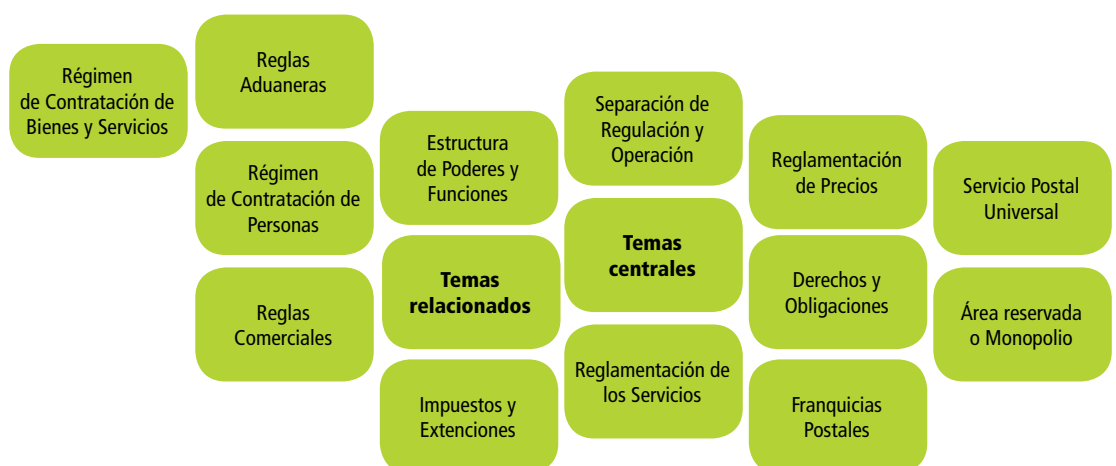 Régimen
de Contratación de
Bienes y Servicios
Reglas
Aduaneras
Régimen
de Contratación de
Personas
Reglas
Comerciales
Estructura
de Poderes y
Funciones
Temas
relacionados
Impuestos y
Extenciones
Separación de
Regulación y
Operación
Temas
centrales
Reglamentación de
los Servicios
Reglamentación
de Precios
Derechos y
Obligaciones
Franquicias
Postales
Servicio Postal
Universal
Área reservada
o Monopolio